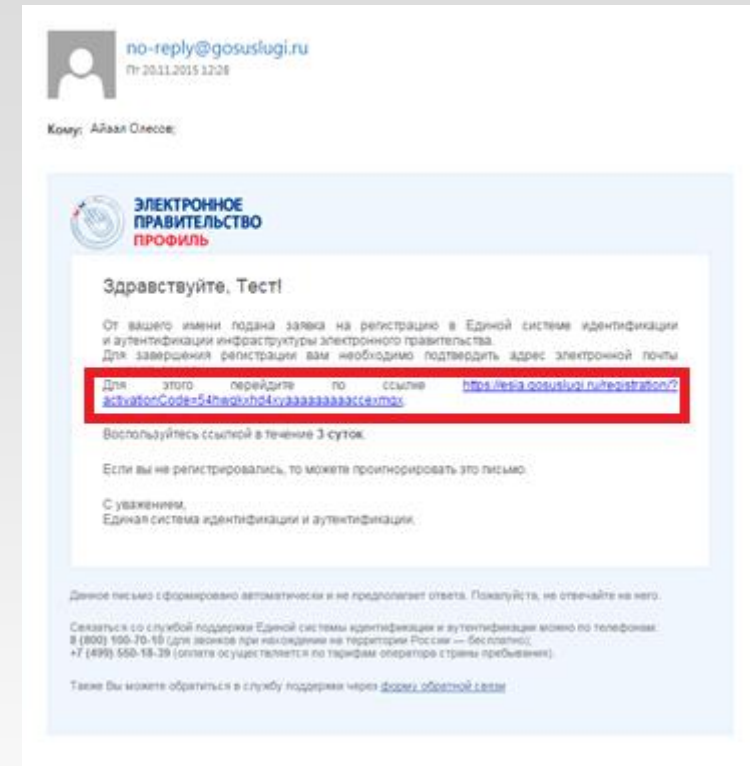 no-reply@gosuslugi.ru
Пт 20.11.2015 12:26
Кому: Айаал Олесов;
ЭЛЕКТРОННОЕ
ПРАВИТЕЛЬСТВО
ПРОФИЛЬ
Здравствуйте, Тест!
От вашего имени подана заявка на регистрацию в Единой системе идентификации
и аутентификации инфраструктуры электронного правительства.
Для завершения регистрации вам необходимо подтвердить адрес электронной почты
Для этого перейдите по ссылке https://esia.gosuslugi.ru/registration/?
Воспользуйтесь ссылкой в течение 3 суток.
Если вы не регистрировались, то можете проигнорировать это письмо.
С уважением,
Единая система идентификации и аутентификации.
Данное письмо сформировано автоматически и не предполагает ответа. Пожалуйста, не отвечайте на него.
Связаться со службой поддержки Единой системы идентификации и аутентификации можно по телефонам:
8 (800) 100-70-10 (для звонков при нахождении на территории России — бесплатно);
+7 (499) 550-18-39 (оплата осуществляется по тарифам оператора страны пребывания).
Также Вы можете обратиться в службу поддержки через форму обратной связи